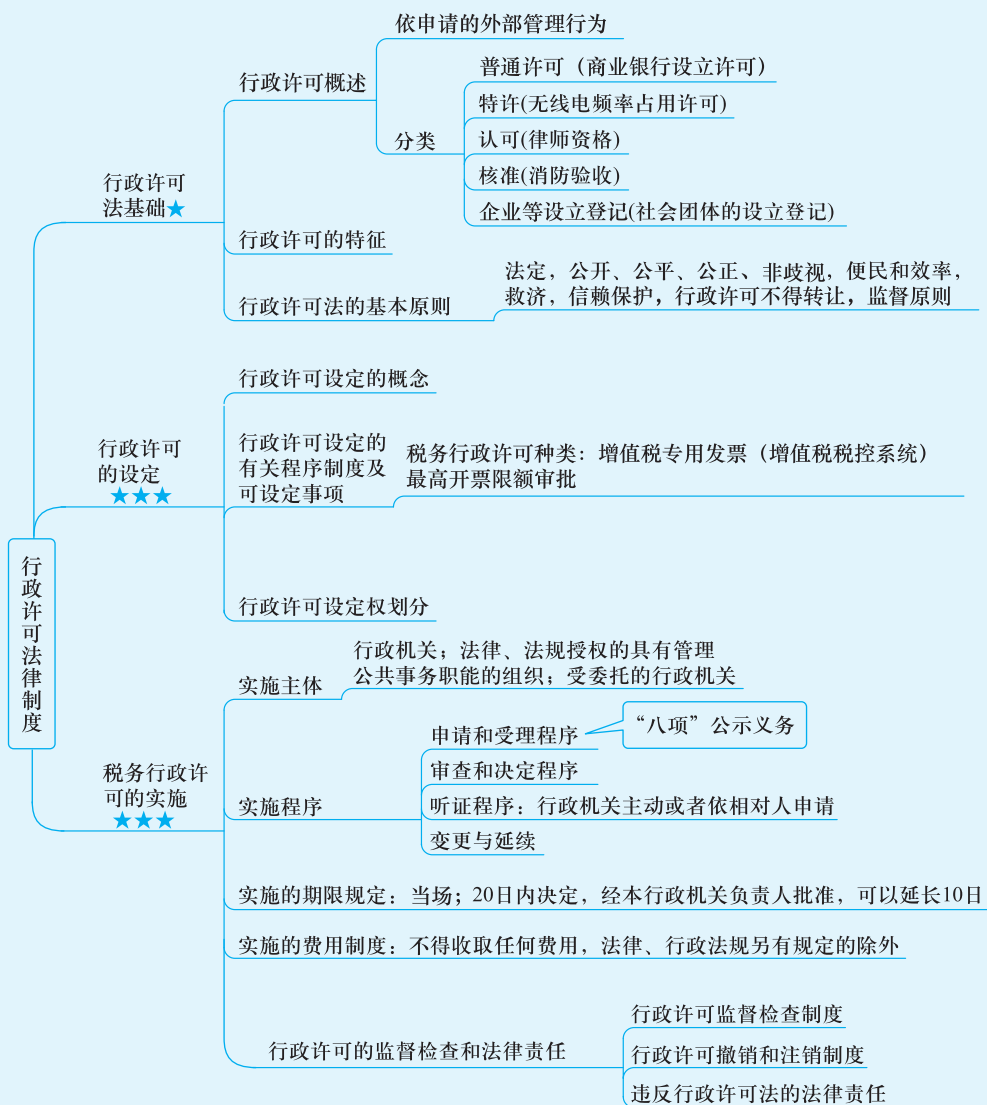 行政许可法律制度
行政许可
法基础★
行政许可概述
依申请的外部管理行为
分类
普通许可（商业银行设立许可）
特许(无线电频率占用许可)
认可(律师资格)
核准(消防验收)
企业等设立登记(社会团体的设立登记)
行政许可的特征
行政许可法的基本原则
法定，公开、公平、公正、非歧视，便民和效率，
救济，信赖保护，行政许可不得转让，监督原则
行政许可
的设定
★★★
行政许可设定的概念
行政许可设定的
有关程序制度及
可设定事项
税务行政许可种类：增值税专用发票（增值税税控系统）
最高开票限额审批
行政许可设定权划分
税务行政许
可的实施
★★★
实施主体
行政机关；法律、法规授权的具有管理
公共事务职能的组织；受委托的行政机关
实施程序
申请和受理程序
“八项”公示义务
审查和决定程序
听证程序：行政机关主动或者依相对人申请
变更与延续
实施的期限规定：当场；20日内决定，经本行政机关负责人批准，可以延长10日
实施的费用制度：不得收取任何费用，法律、行政法规另有规定的除外
行政许可的监督检查和法律责任
行政许可监督检查制度
行政许可撤销和注销制度
违反行政许可法的法律责任